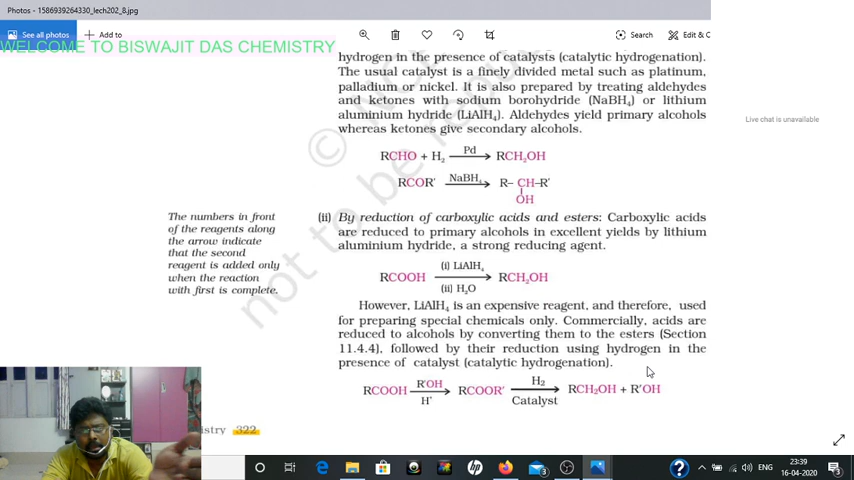 Photos - 1586939264330_lech202_8.jpg
See all photos
Add to
Search
Edit & C
WELCOME TO BISWAJIT DAS CHEMISTRY
Live chat is unavailable
hydrogen in the presence of catalysts (catalytic hydrogenation).
The usual catalyst is a finely divided metal such as platinum,
palladium or nickel. It is also prepared by treating aldehydes
and ketones with sodium borohydride (NaBH₄) or lithium
aluminium hydride (LiAlH₄). Aldehydes yield primary alcohols
whereas ketones give secondary alcohols.
RCHO + H₂ Pd → RCH₂OH
RCOR′ NaBH₄ → R– CH–R′
OH
The numbers in front
of the reagents along
the arrow indicate
that the second
reagent is added only
when the reaction
with first is complete.
(ii) By reduction of carboxylic acids and esters: Carboxylic acids
are reduced to primary alcohols in excellent yields by lithium
aluminium hydride, a strong reducing agent.
RCOOH (i) LiAlH₄ (ii) H₂O → RCH₂OH
However, LiAlH₄ is an expensive reagent, and therefore, used
for preparing special chemicals only. Commercially, acids are
reduced to alcohols by converting them to the esters (Section
11.4.4), followed by their reduction using hydrogen in the
presence of catalyst (catalytic hydrogenation).
RCOOH R′OH H⁺ → RCOOR′ H₂ Catalyst → RCH₂OH + R′OH
istry 322
© NC
not to be repu
ENG
23:39
16-04-2020